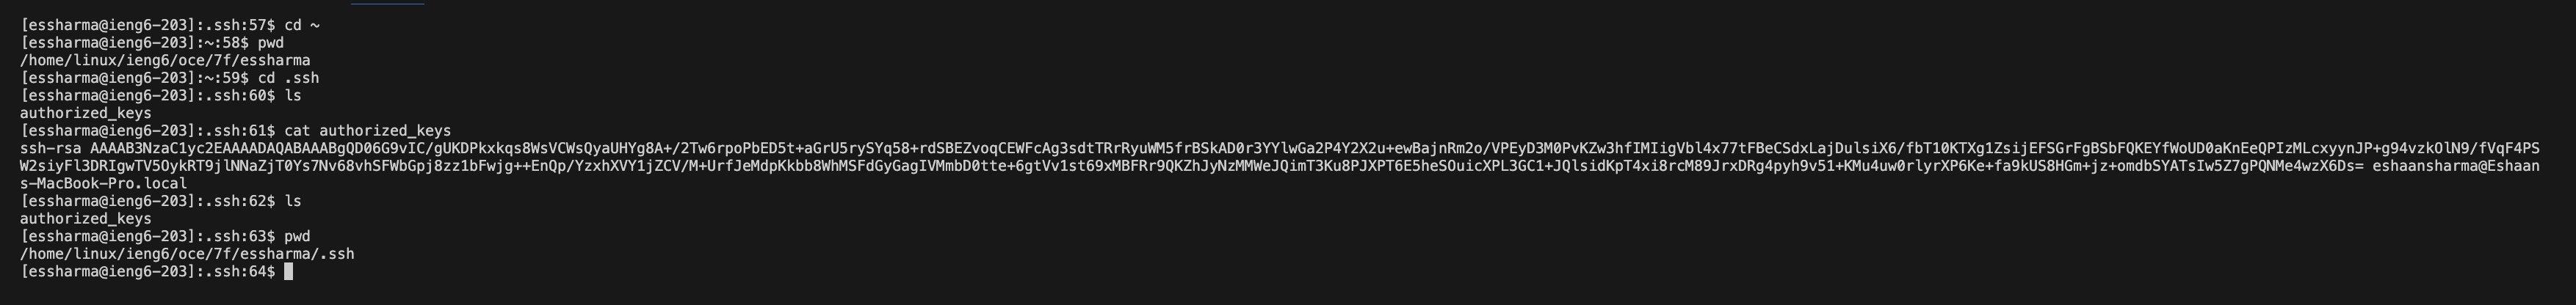 [essharma@ieng6-203]:.ssh:57$ cd ~
[essharma@ieng6-203]:~:58$ pwd
/home/linux/ieng6/oce/7f/essharma
[essharma@ieng6-203]:~:59$ cd .ssh
[essharma@ieng6-203]:.ssh:60$ ls
authorized_keys
[essharma@ieng6-203]:.ssh:61$ cat authorized_keys
ssh-rsa AAAAB3NzaC1yc2EAAAADAQABAAABgQD06G9vIC/gUKDPkxkqs8WsVCWsQyaUHYg8A+/2Tw6rpoPbED5t+aGrU5rySYq58+rdSBEZvoqCEWFcAg3sdtTRrRyuWM5frBSkAD0r3YYlwGa2P4Y2X2u+ewBajnRm2o/VPEyD3M0PvKZw3hfIMIigVbl4x77tFBeCSdxLajDulsiX6/fbT10KTXg1ZsijEFSGrFgBSbFQKEYfWoUD0aKnEeQPIzMLcxyynJP+g94vzkOlN9/fVqF4PS
W2siyFl3DRIgwTV5OykRT9jlNNaZjT0Ys7Nv68vhSFWbGpj8zz1bFwjg++EnQp/YzxhXVY1jZCV/M+UrfJeMdpKkbb8WhMSFdGyGagIVMmbD0tte+6gtVv1st69xMBFRr9QKZhJyNzMMWeJQimT3Ku8PJXPT6E5heSOuicXPL3GC1+JQlsidKpT4xi8rcM89JrxDRg4pyh9v51+KMu4uw0rlyrXP6Ke+fa9kUS8HGm+jz+omdbSYATsIw5Z7gPQNMe4wzX6Ds= eshaansharma@Eshaan
s-MacBook-Pro.local
[essharma@ieng6-203]:.ssh:62$ ls
authorized_keys
[essharma@ieng6-203]:.ssh:63$ pwd
/home/linux/ieng6/oce/7f/essharma/.ssh
[essharma@ieng6-203]:.ssh:64$